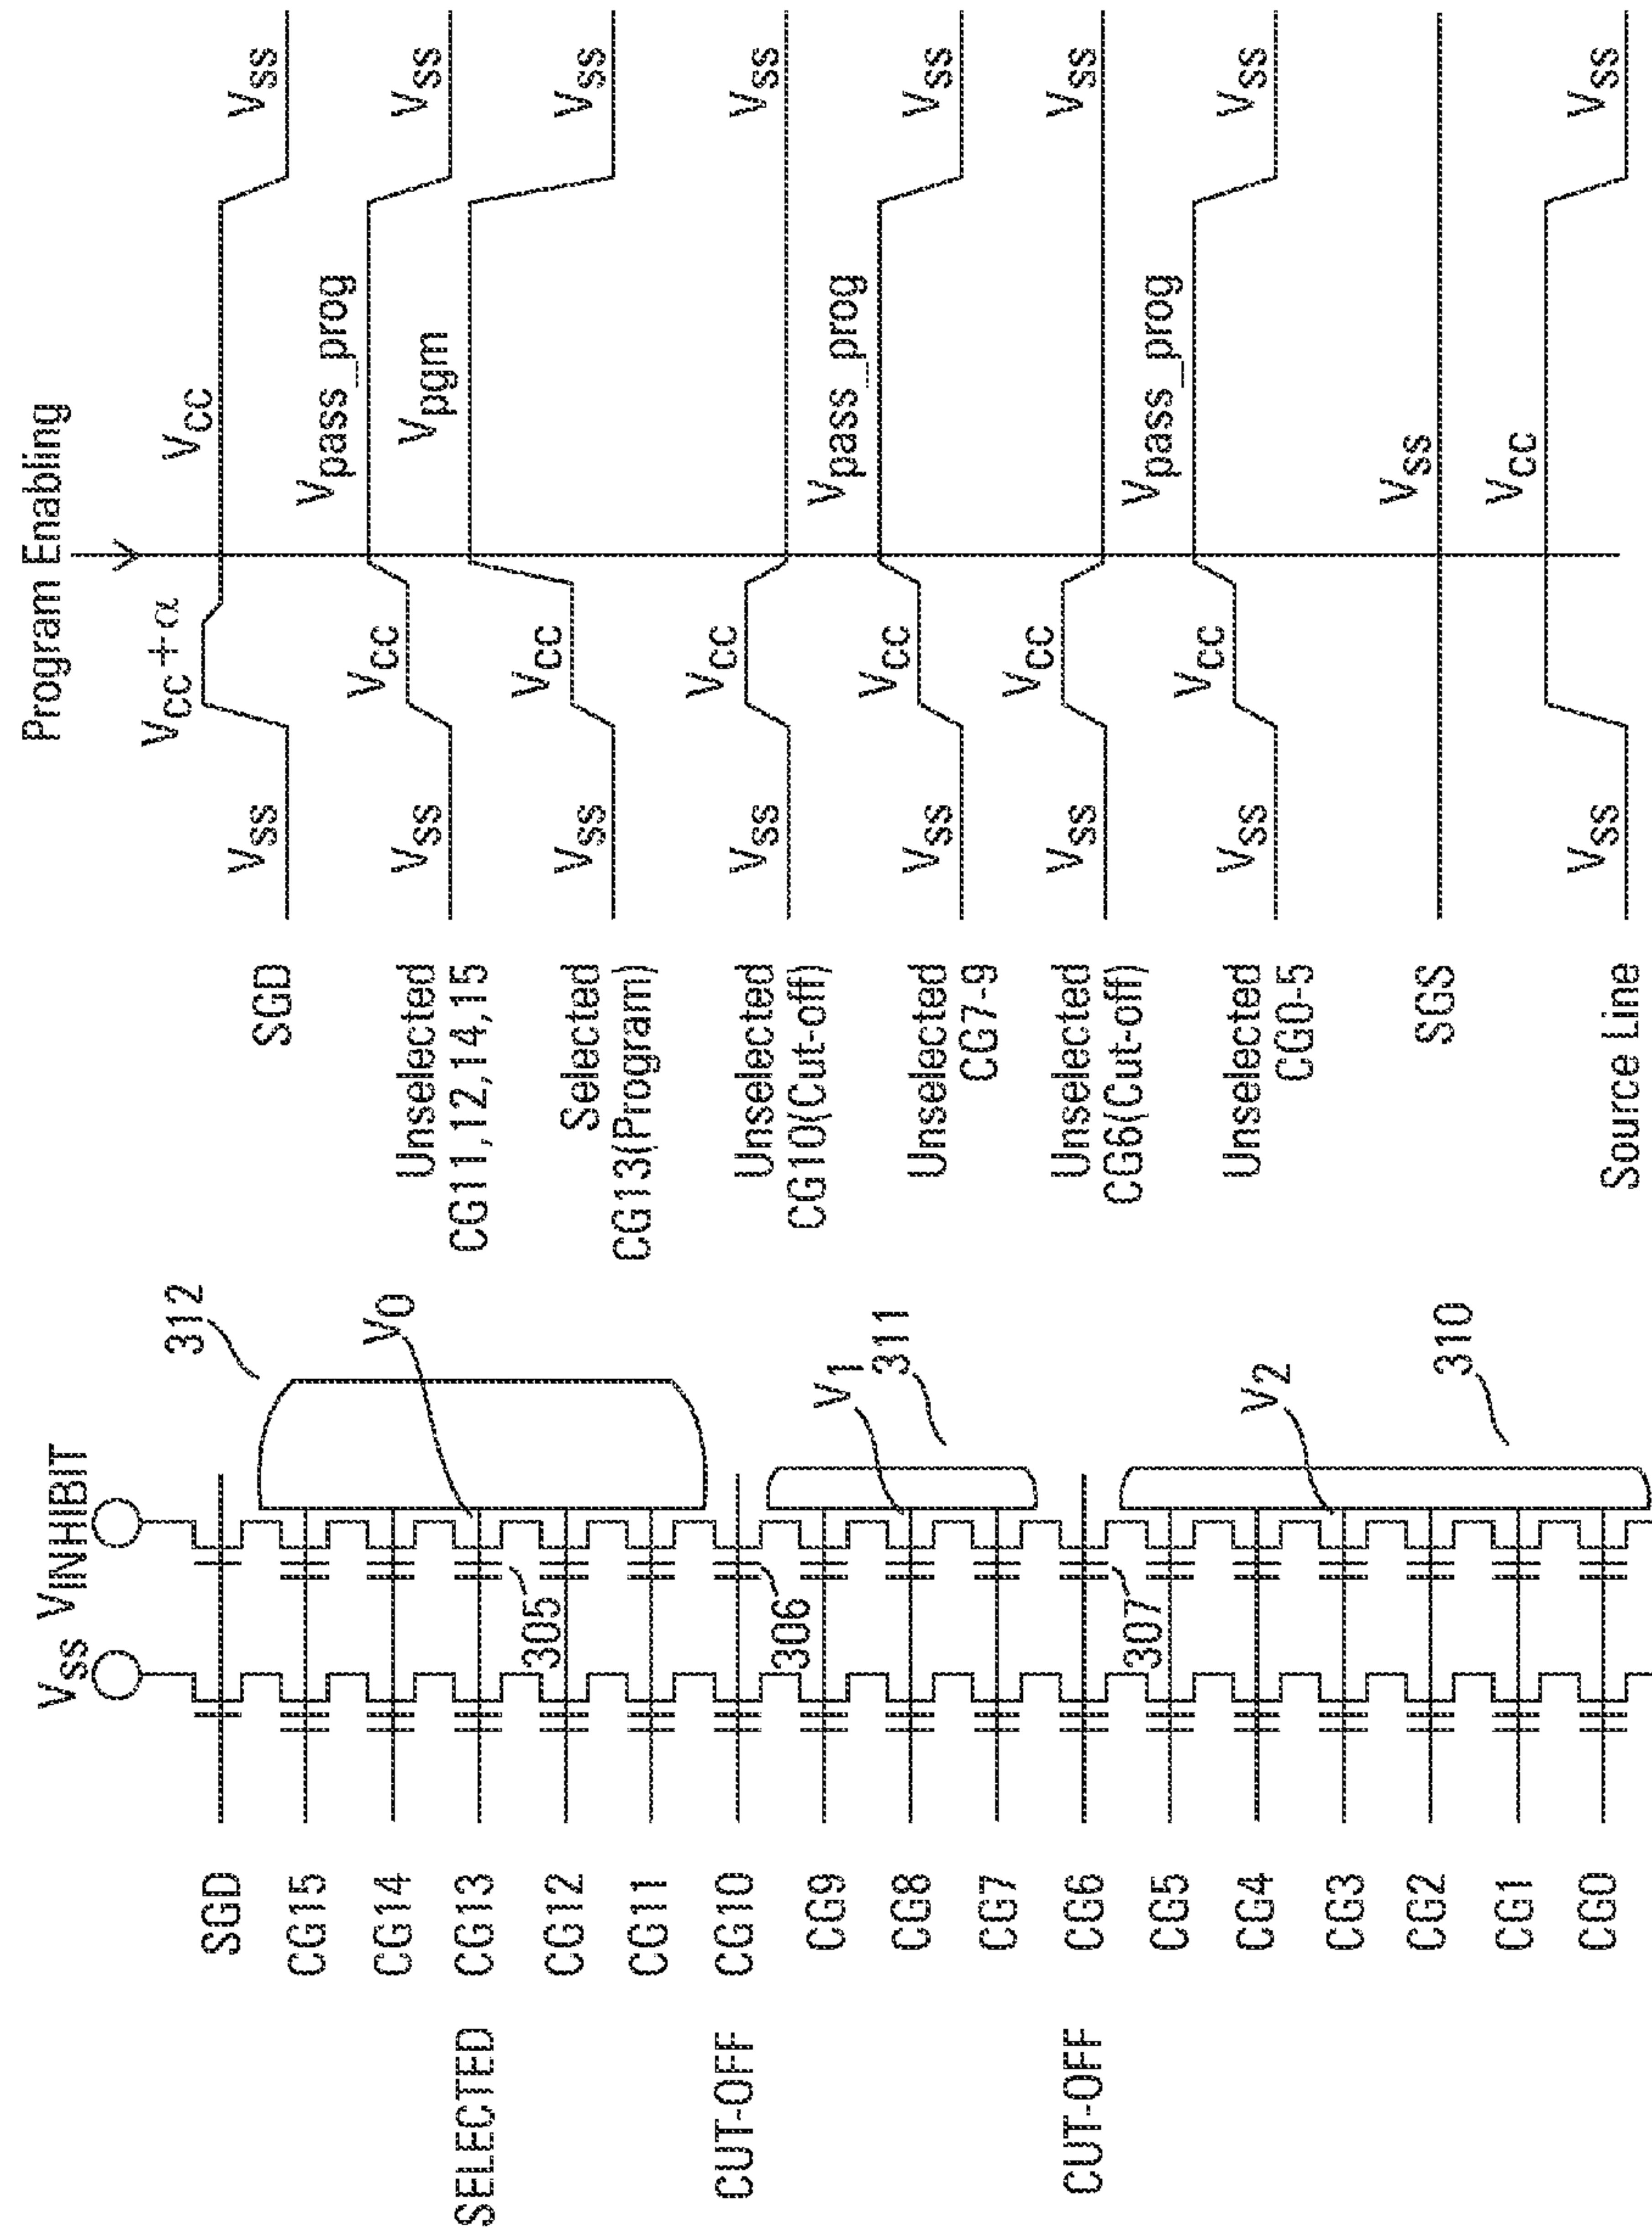 Program Enabling
SGD
Vss
Vcc+α
Vcc
Vss
Unselected
CG11,12,14,15
Vss
Vcc
Vpass_prog
Vss
Selected
CG13(Program)
Vss
Vcc
Vpgm
Vss
Unselected
CG10(Cut-off)
Vss
Vcc
Vss
Unselected
CG7-9
Vss
Vcc
Vpass_prog
Vss
Unselected
CG6(Cut-off)
Vss
Vcc
Vss
Unselected
CG0-5
Vss
Vcc
Vpass_prog
Vss
SGS
Vss
Source Line
Vss
Vcc
Vss
Vss
VINHIBIT
312
V0
V1
311
V2
310
305
306
307
SGD
CG15
CG14
SELECTED CG13
CG12
CG11
CUT-OFF CG10
CG9
CG8
CG7
CUT-OFF CG6
CG5
CG4
CG3
CG2
CG1
CG0